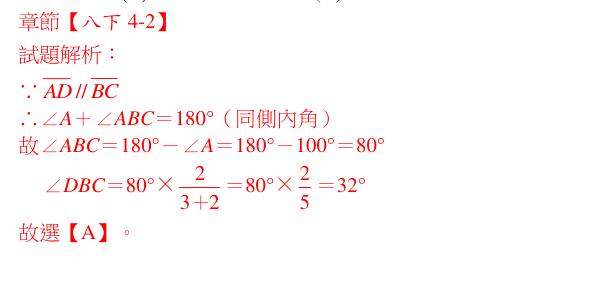 章節【八下 4-2】
試題解析：
∵ AD // BC
∴∠A＋∠ABC＝180°（同側內角）
故∠ABC＝180°－∠A＝180°－100°＝80°
∠DBC＝80°×2/(3＋2)＝80°×2/5＝32°
故選【A】。